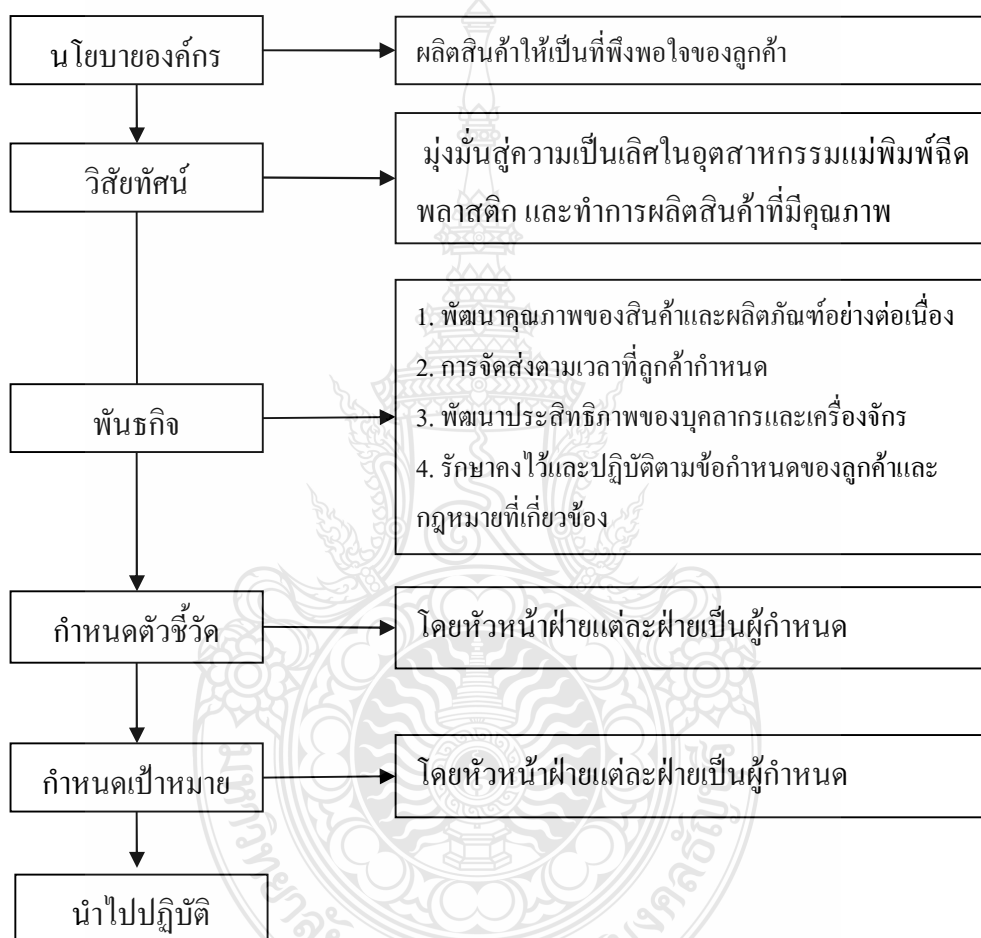 นโยบายองค์กร
ผลิตสินค้าให้เป็นที่พึงพอใจของลูกค้า
วิสัยทัศน์
มุ่งมั่นสู่ความเป็นเลิศในอุตสาหกรรมแม่พิมพ์ฉีด
พลาสติก และทำการผลิตสินค้าที่มีคุณภาพ
พันธกิจ
1. พัฒนาคุณภาพของสินค้าและผลิตภัณฑ์อย่างต่อเนื่อง
2. การจัดส่งตามเวลาที่ลูกค้ากำหนด
3. พัฒนาประสิทธิภาพของบุคลากรและเครื่องจักร
4. รักษาคงไว้และปฏิบัติตามข้อกำหนดของลูกค้าและ
กฎหมายที่เกี่ยวข้อง
กำหนดตัวชี้วัด
โดยหัวหน้าฝ่ายแต่ละฝ่ายเป็นผู้กำหนด
กำหนดเป้าหมาย
โดยหัวหน้าฝ่ายแต่ละฝ่ายเป็นผู้กำหนด
นำไปปฏิบัติ